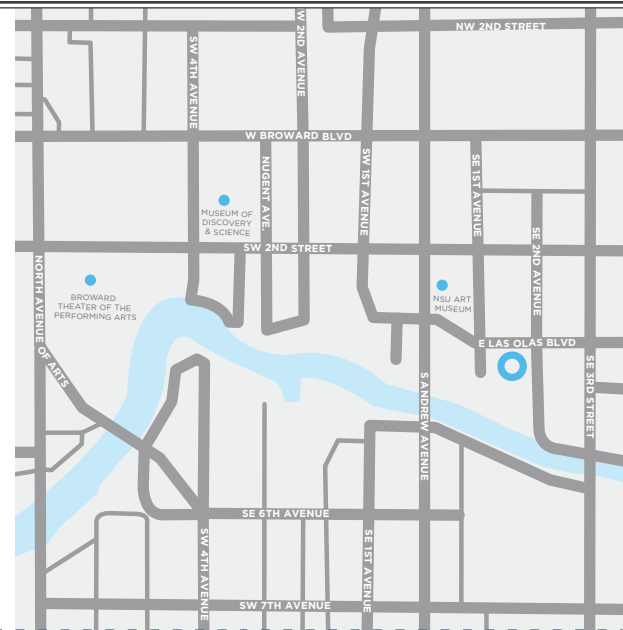 NW 2ND STREET
W 2ND AVENUE
SW 4TH AVENUE
W BROWARD BLVD
NUGENT AVE.
SW 1ST AVENUE
SE 1ST AVENUE
MUSEUM OF
DISCOVERY
& SCIENCE
SW 2ND STREET
SE 2ND AVENUE
NORTH AVENUE OF ARTS
BROWARD
THEATER OF THE
PERFORMING ARTS
NSU ART
MUSEUM
E LAS OLAS BLVD
SE 3RD STREET
S ANDREW AVENUE
SE 6TH AVENUE
SW 4TH AVENUE
SE 1ST AVENUE
SW 7TH AVENUE